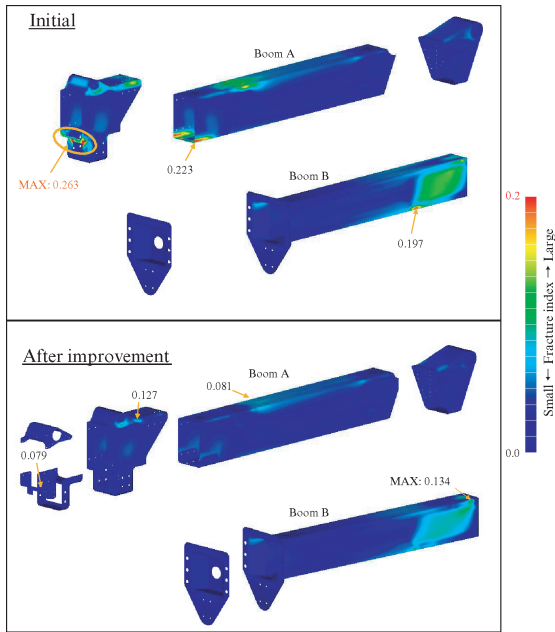 Initial
Boom A
0.223
MAX: 0.263
Boom B
0.197
0.2
Small ← Fracture index → Large
0.0
After improvement
0.127
0.081
Boom A
0.079
MAX: 0.134
Boom B